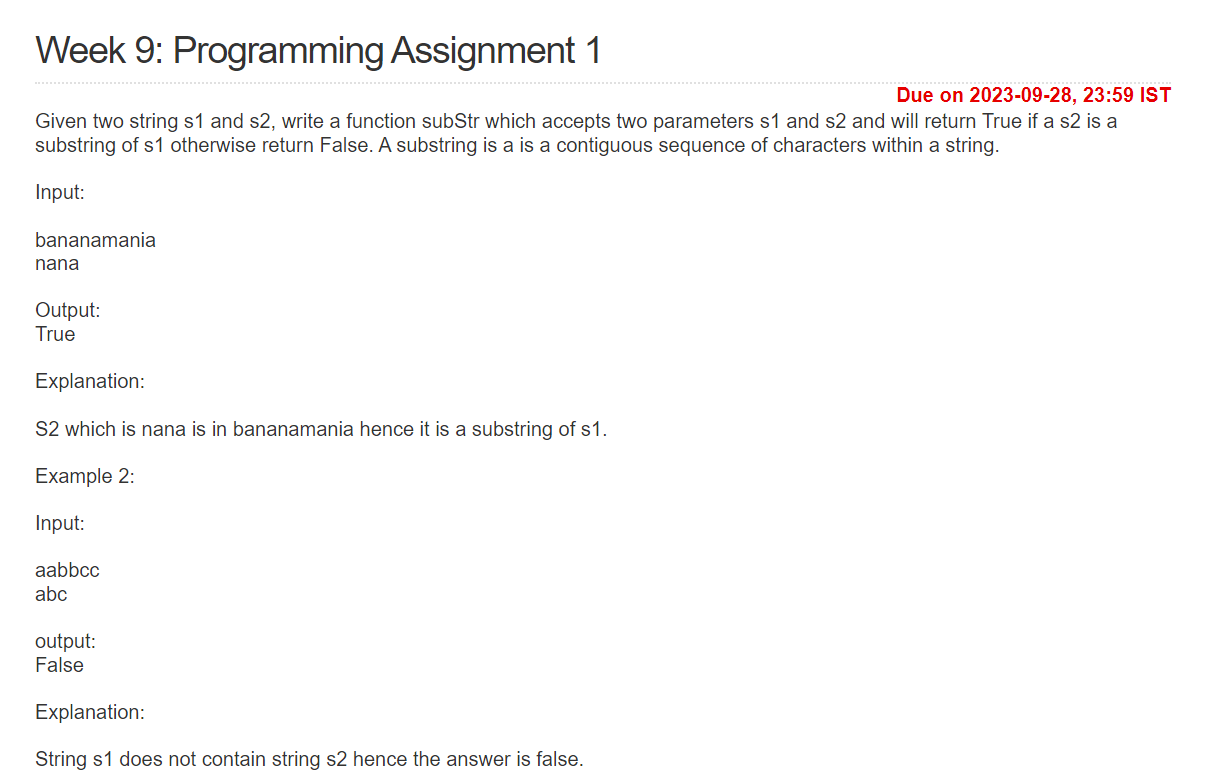 Week 9: Programming Assignment 1
Due on 2023-09-28, 23:59 IST
Given two string s1 and s2, write a function subStr which accepts two parameters s1 and s2 and will return True if a s2 is a
substring of s1 otherwise return False. A substring is a is a contiguous sequence of characters within a string.
Input:
bananamania
nana
Output:
True
Explanation:
S2 which is nana is in bananamania hence it is a substring of s1.
Example 2:
Input:
aabbcc
abc
output:
False
Explanation:
String s1 does not contain string s2 hence the answer is false.